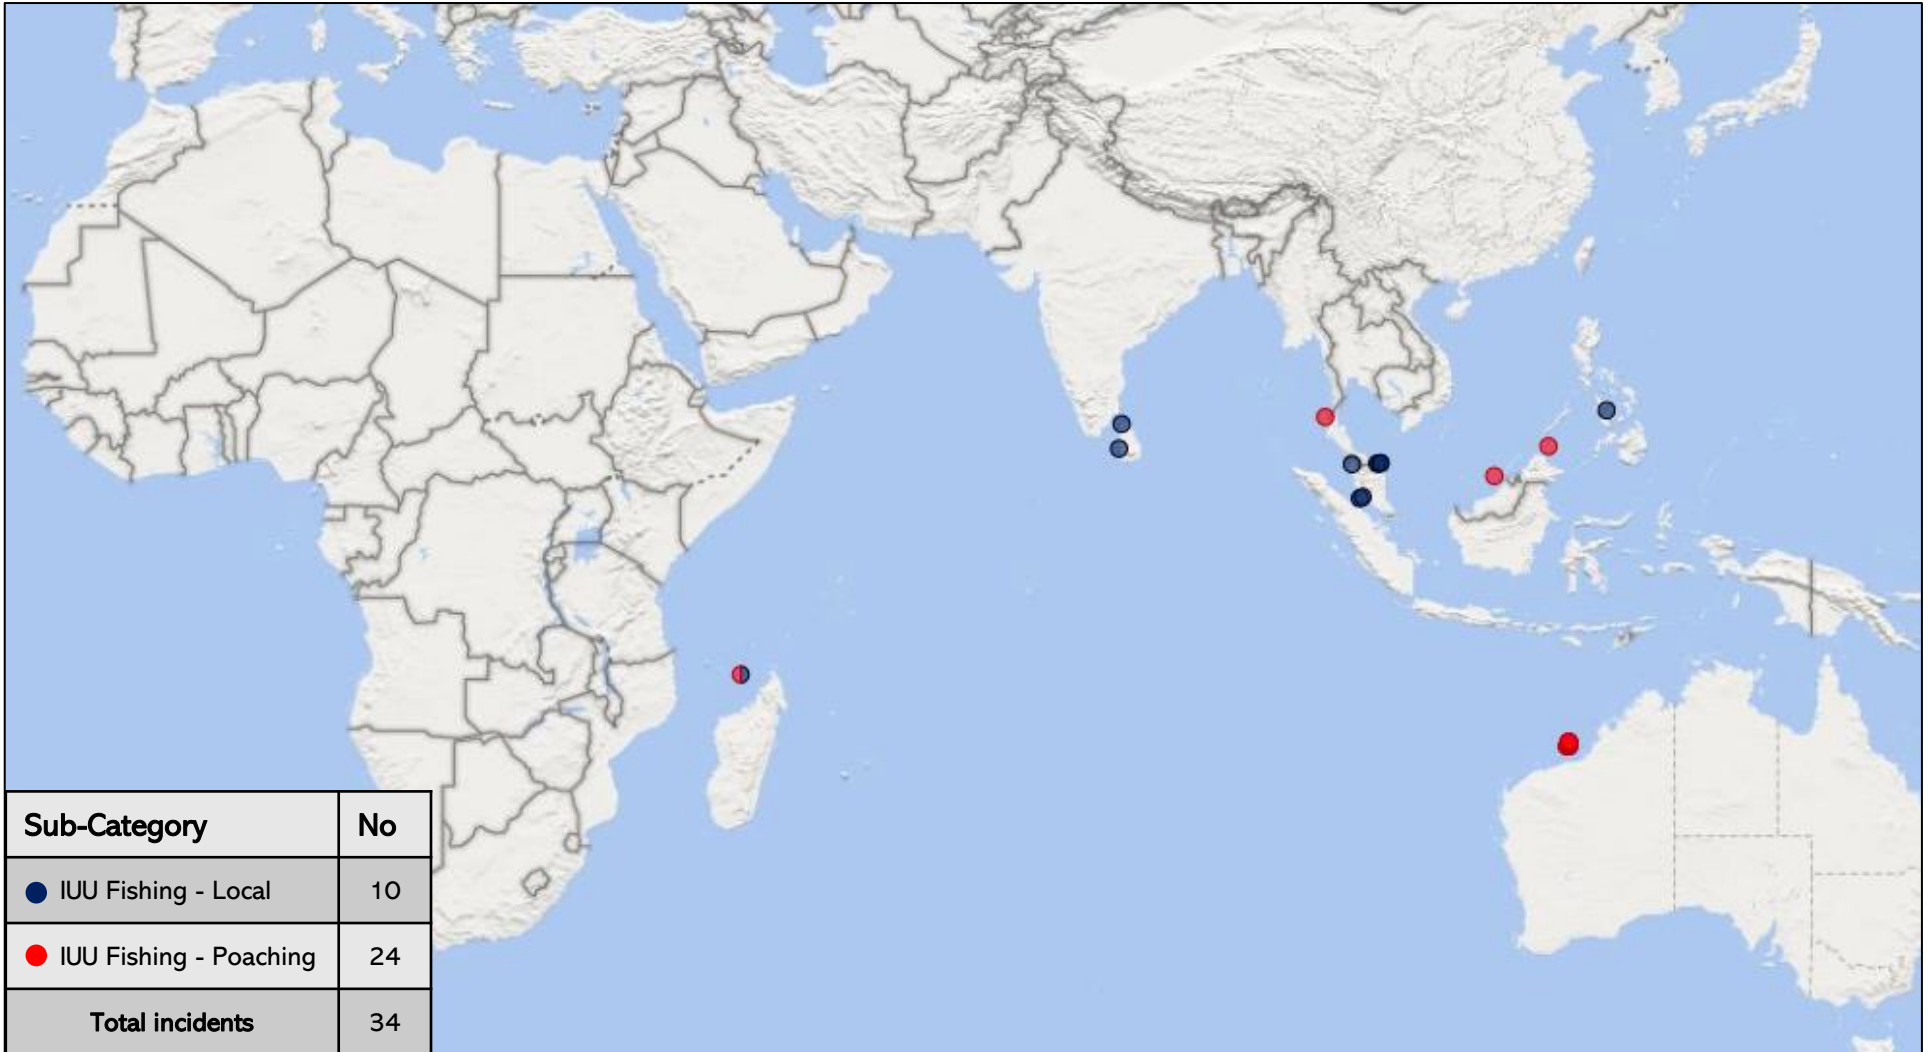 Sub-Category No
IUU Fishing - Local 10
IUU Fishing - Poaching 24
Total incidents 34